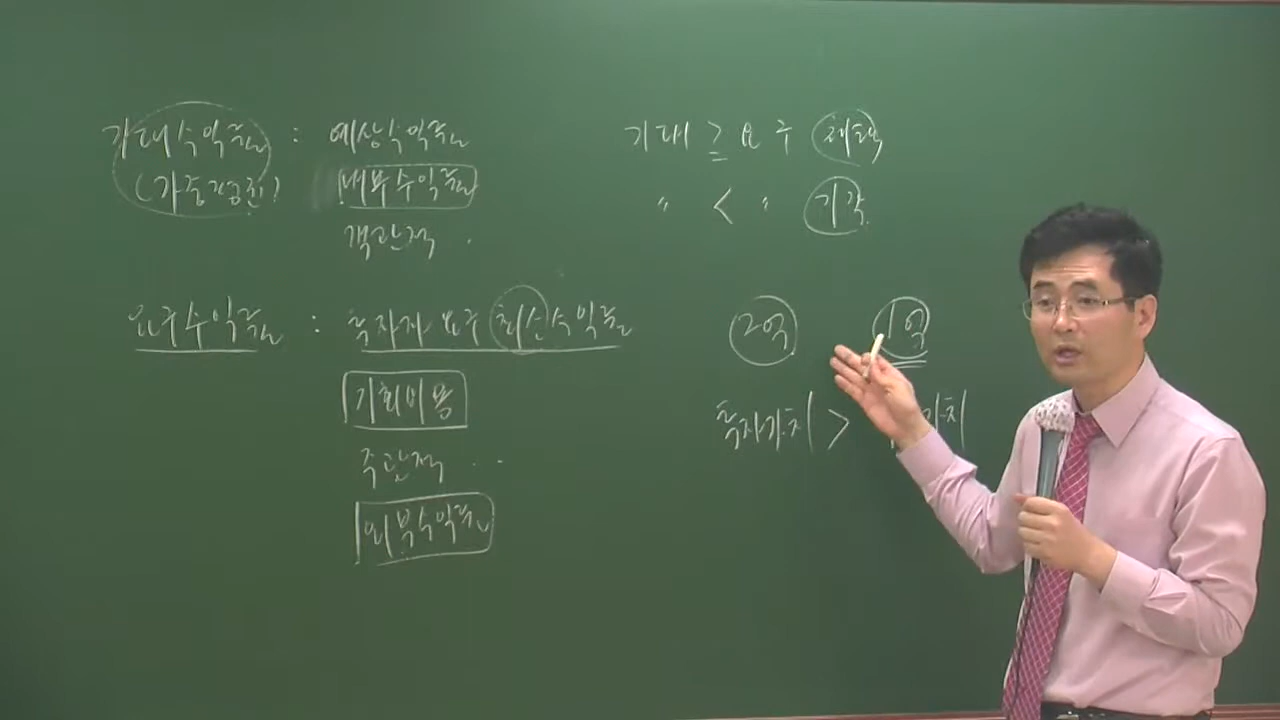 기대수익률 : 예상수익률
(가중평균) 내부수익률
객관적
요구수익률 : 투자자 요구 최소수익률
기회비용
주관적 ..
외부수익률
기대 ≥ 요구 채택
〃 < 〃 기각
2억 1억
투자가치 > 가치